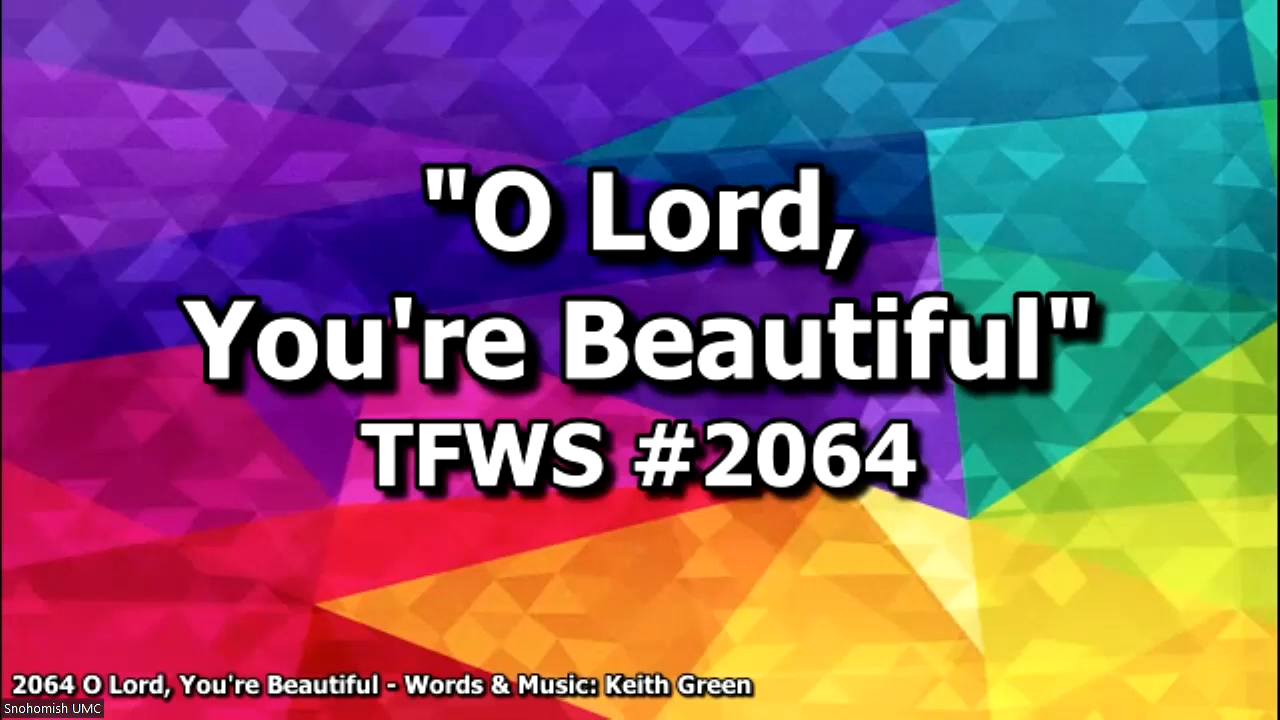 "O Lord,
You're Beautiful"
TFWS #2064
2064 O Lord, You're Beautiful - Words & Music: Keith Green
Snohomish UMC